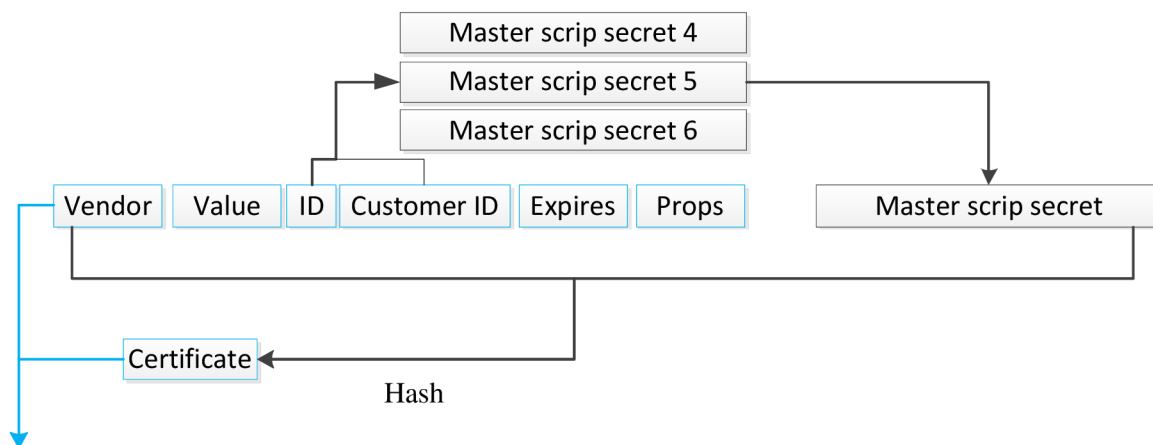 Master scrip secret 4
Master scrip secret 5
Master scrip secret 6
Vendor Value ID Customer ID Expires Props Master scrip secret
Certificate
Hash